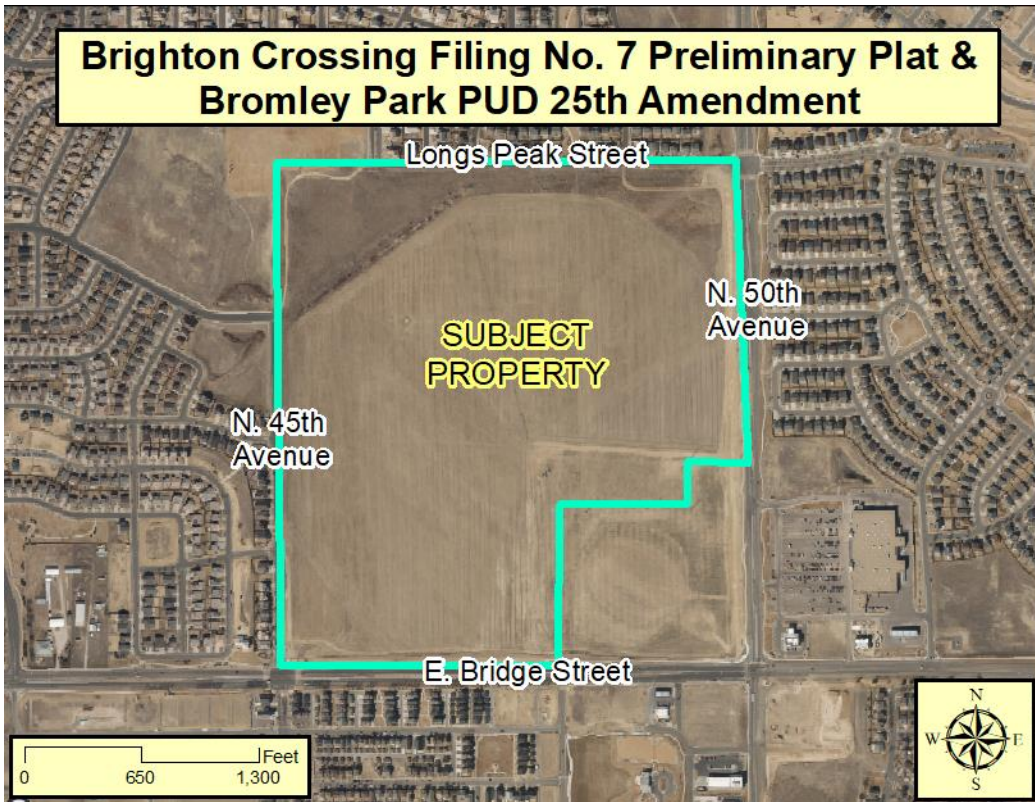 Brighton Crossing Filing No. 7 Preliminary Plat &
Bromley Park PUD 25th Amendment
Longs Peak Street
N. 50th
Avenue
SUBJECT
PROPERTY
N. 45th
Avenue
E. Bridge Street
Feet
0 650 1,300
N
W E
S